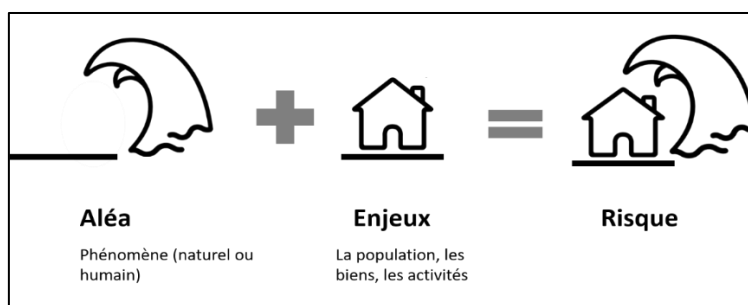 Aléa
Phénomène (naturel ou
humain)
Enjeux
La population, les
biens, les activités
Risque